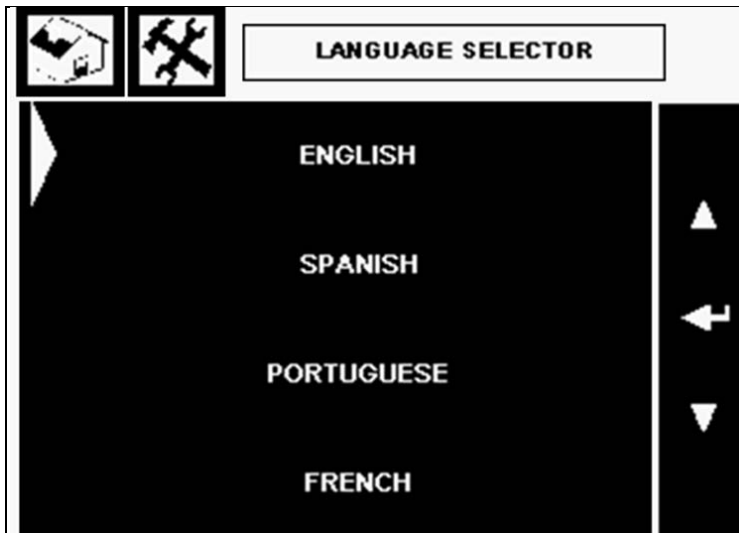 LANGUAGE SELECTOR
ENGLISH
SPANISH
PORTUGUESE
FRENCH